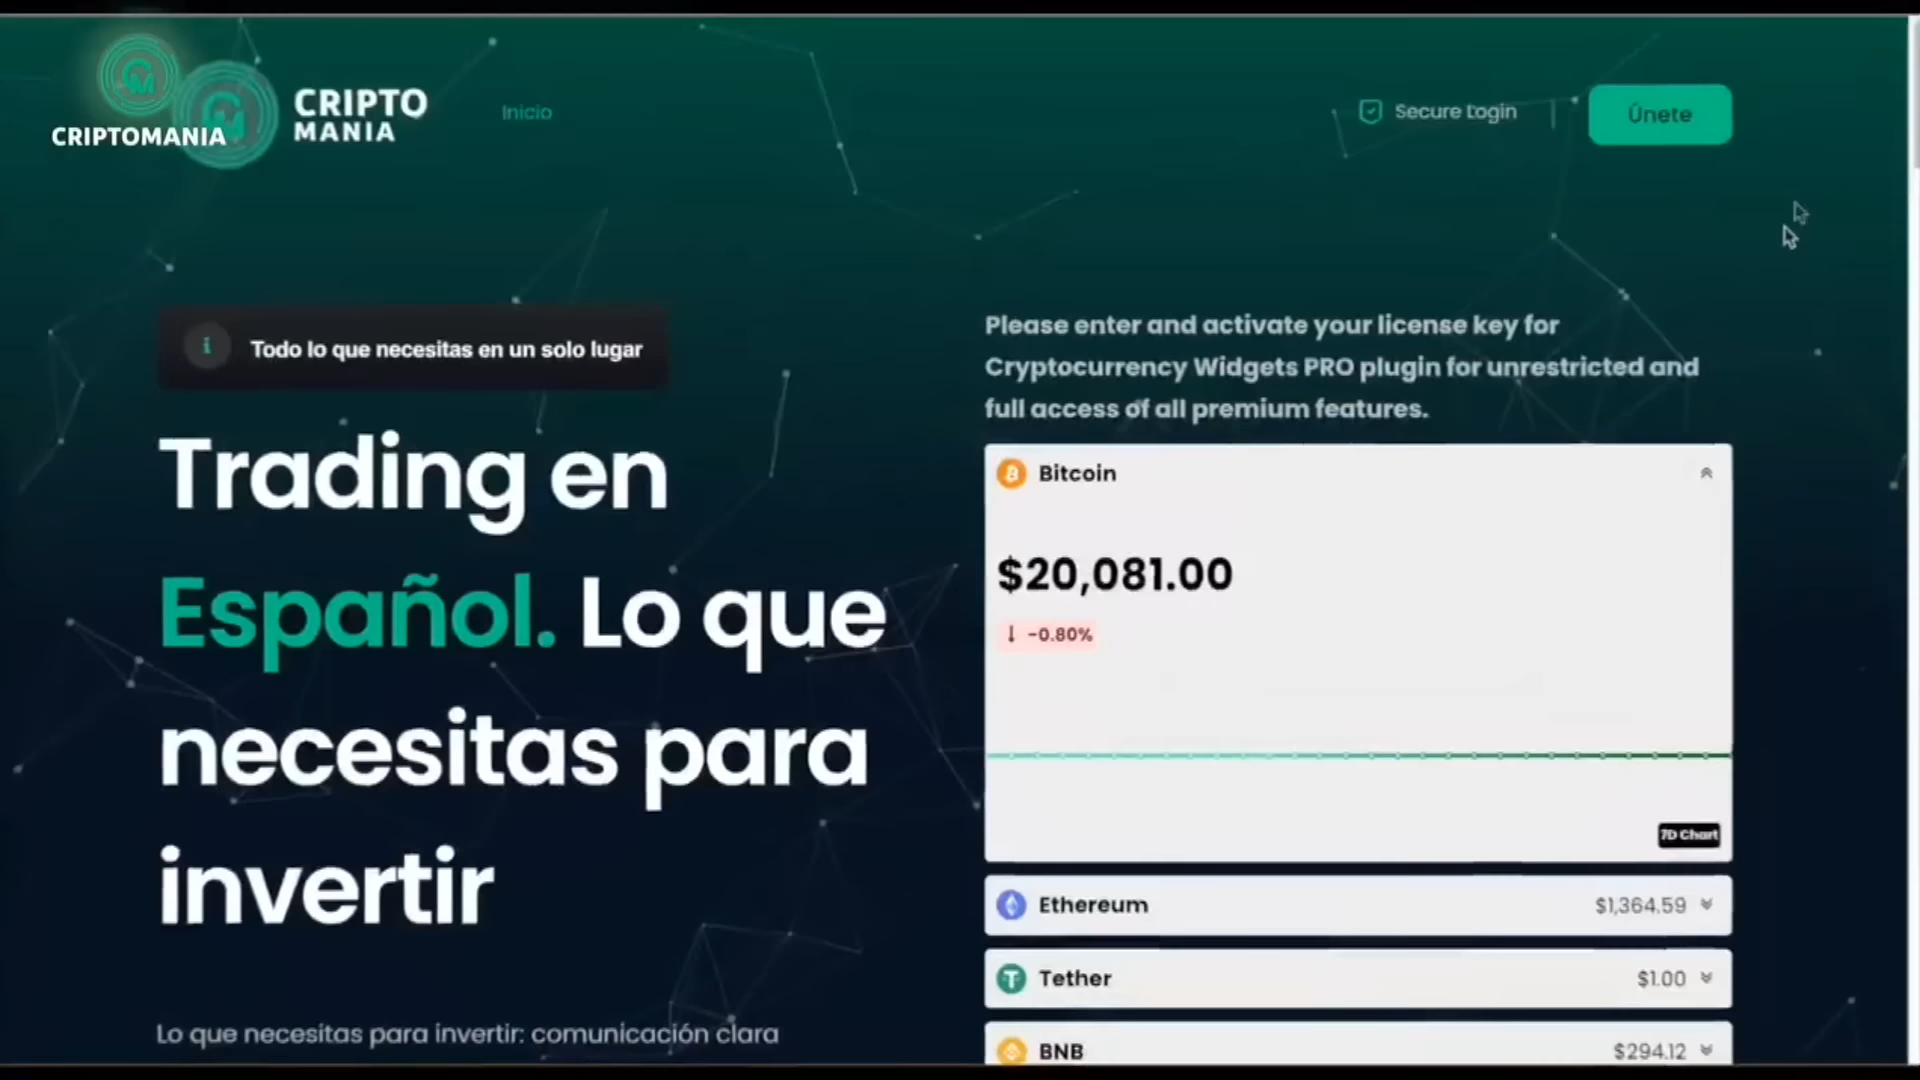 CRIPTOMANIA
CRIPTO
MANIA
Inicio
Secure Login
Únete
Todo lo que necesitas en un solo lugar
Trading en
Español. Lo que
necesitas para
invertir
Lo que necesitas para invertir: comunicación clara
Please enter and activate your license key for
Cryptocurrency Widgets PRO plugin for unrestricted and
full access of all premium features.
Bitcoin
$20,081.00
↓ -0.80%
7D Chart
Ethereum $1,364.59
Tether $1.00
BNB $294.12